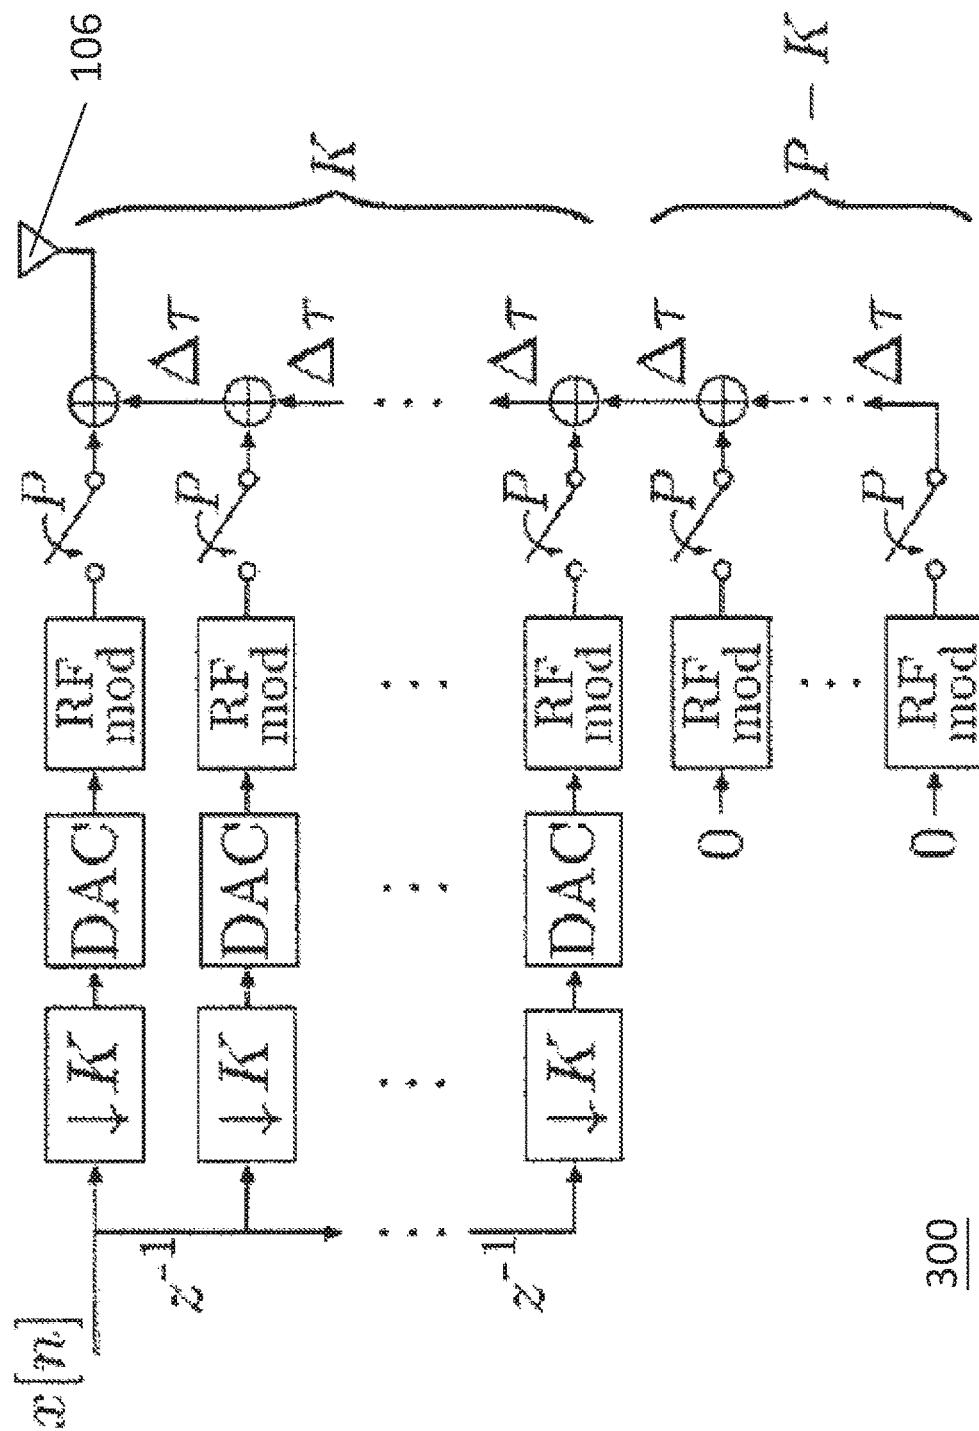 x[n]
z⁻¹
z⁻¹
↓K
DAC
RF
mod
P
↓K
DAC
RF
mod
P
↓K
DAC
RF
mod
P
0
RF
mod
P
0
RF
mod
P
Δτ
Δτ
Δτ
Δτ
Δτ
K
P − K
106
300